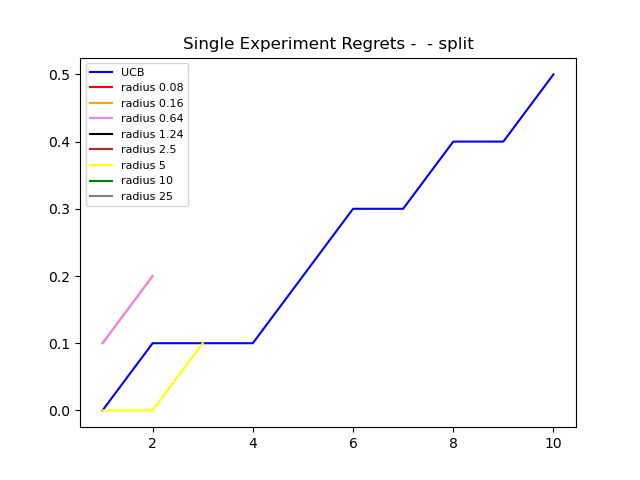 Single Experiment Regrets -  - split
UCB
radius 0.08
radius 0.16
radius 0.64
radius 1.24
radius 2.5
radius 5
radius 10
radius 25
0.5
0.4
0.3
0.2
0.1
0.0
2 4 6 8 10